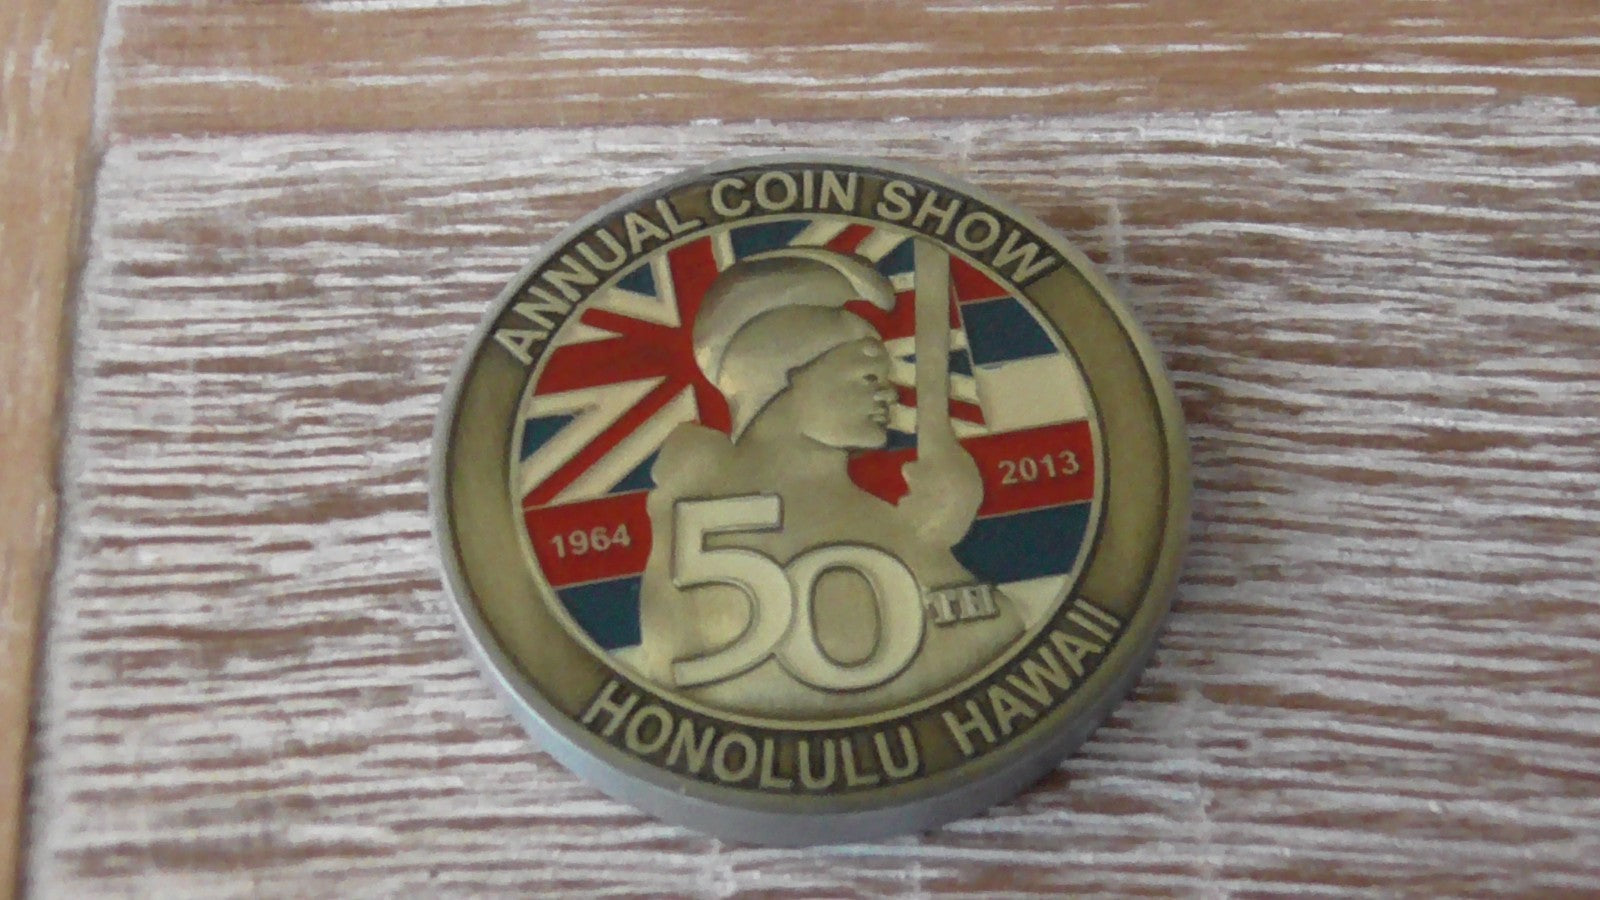 ANNUAL COIN SHOW
2013
1964
50TH
HONOLULU HAWAII